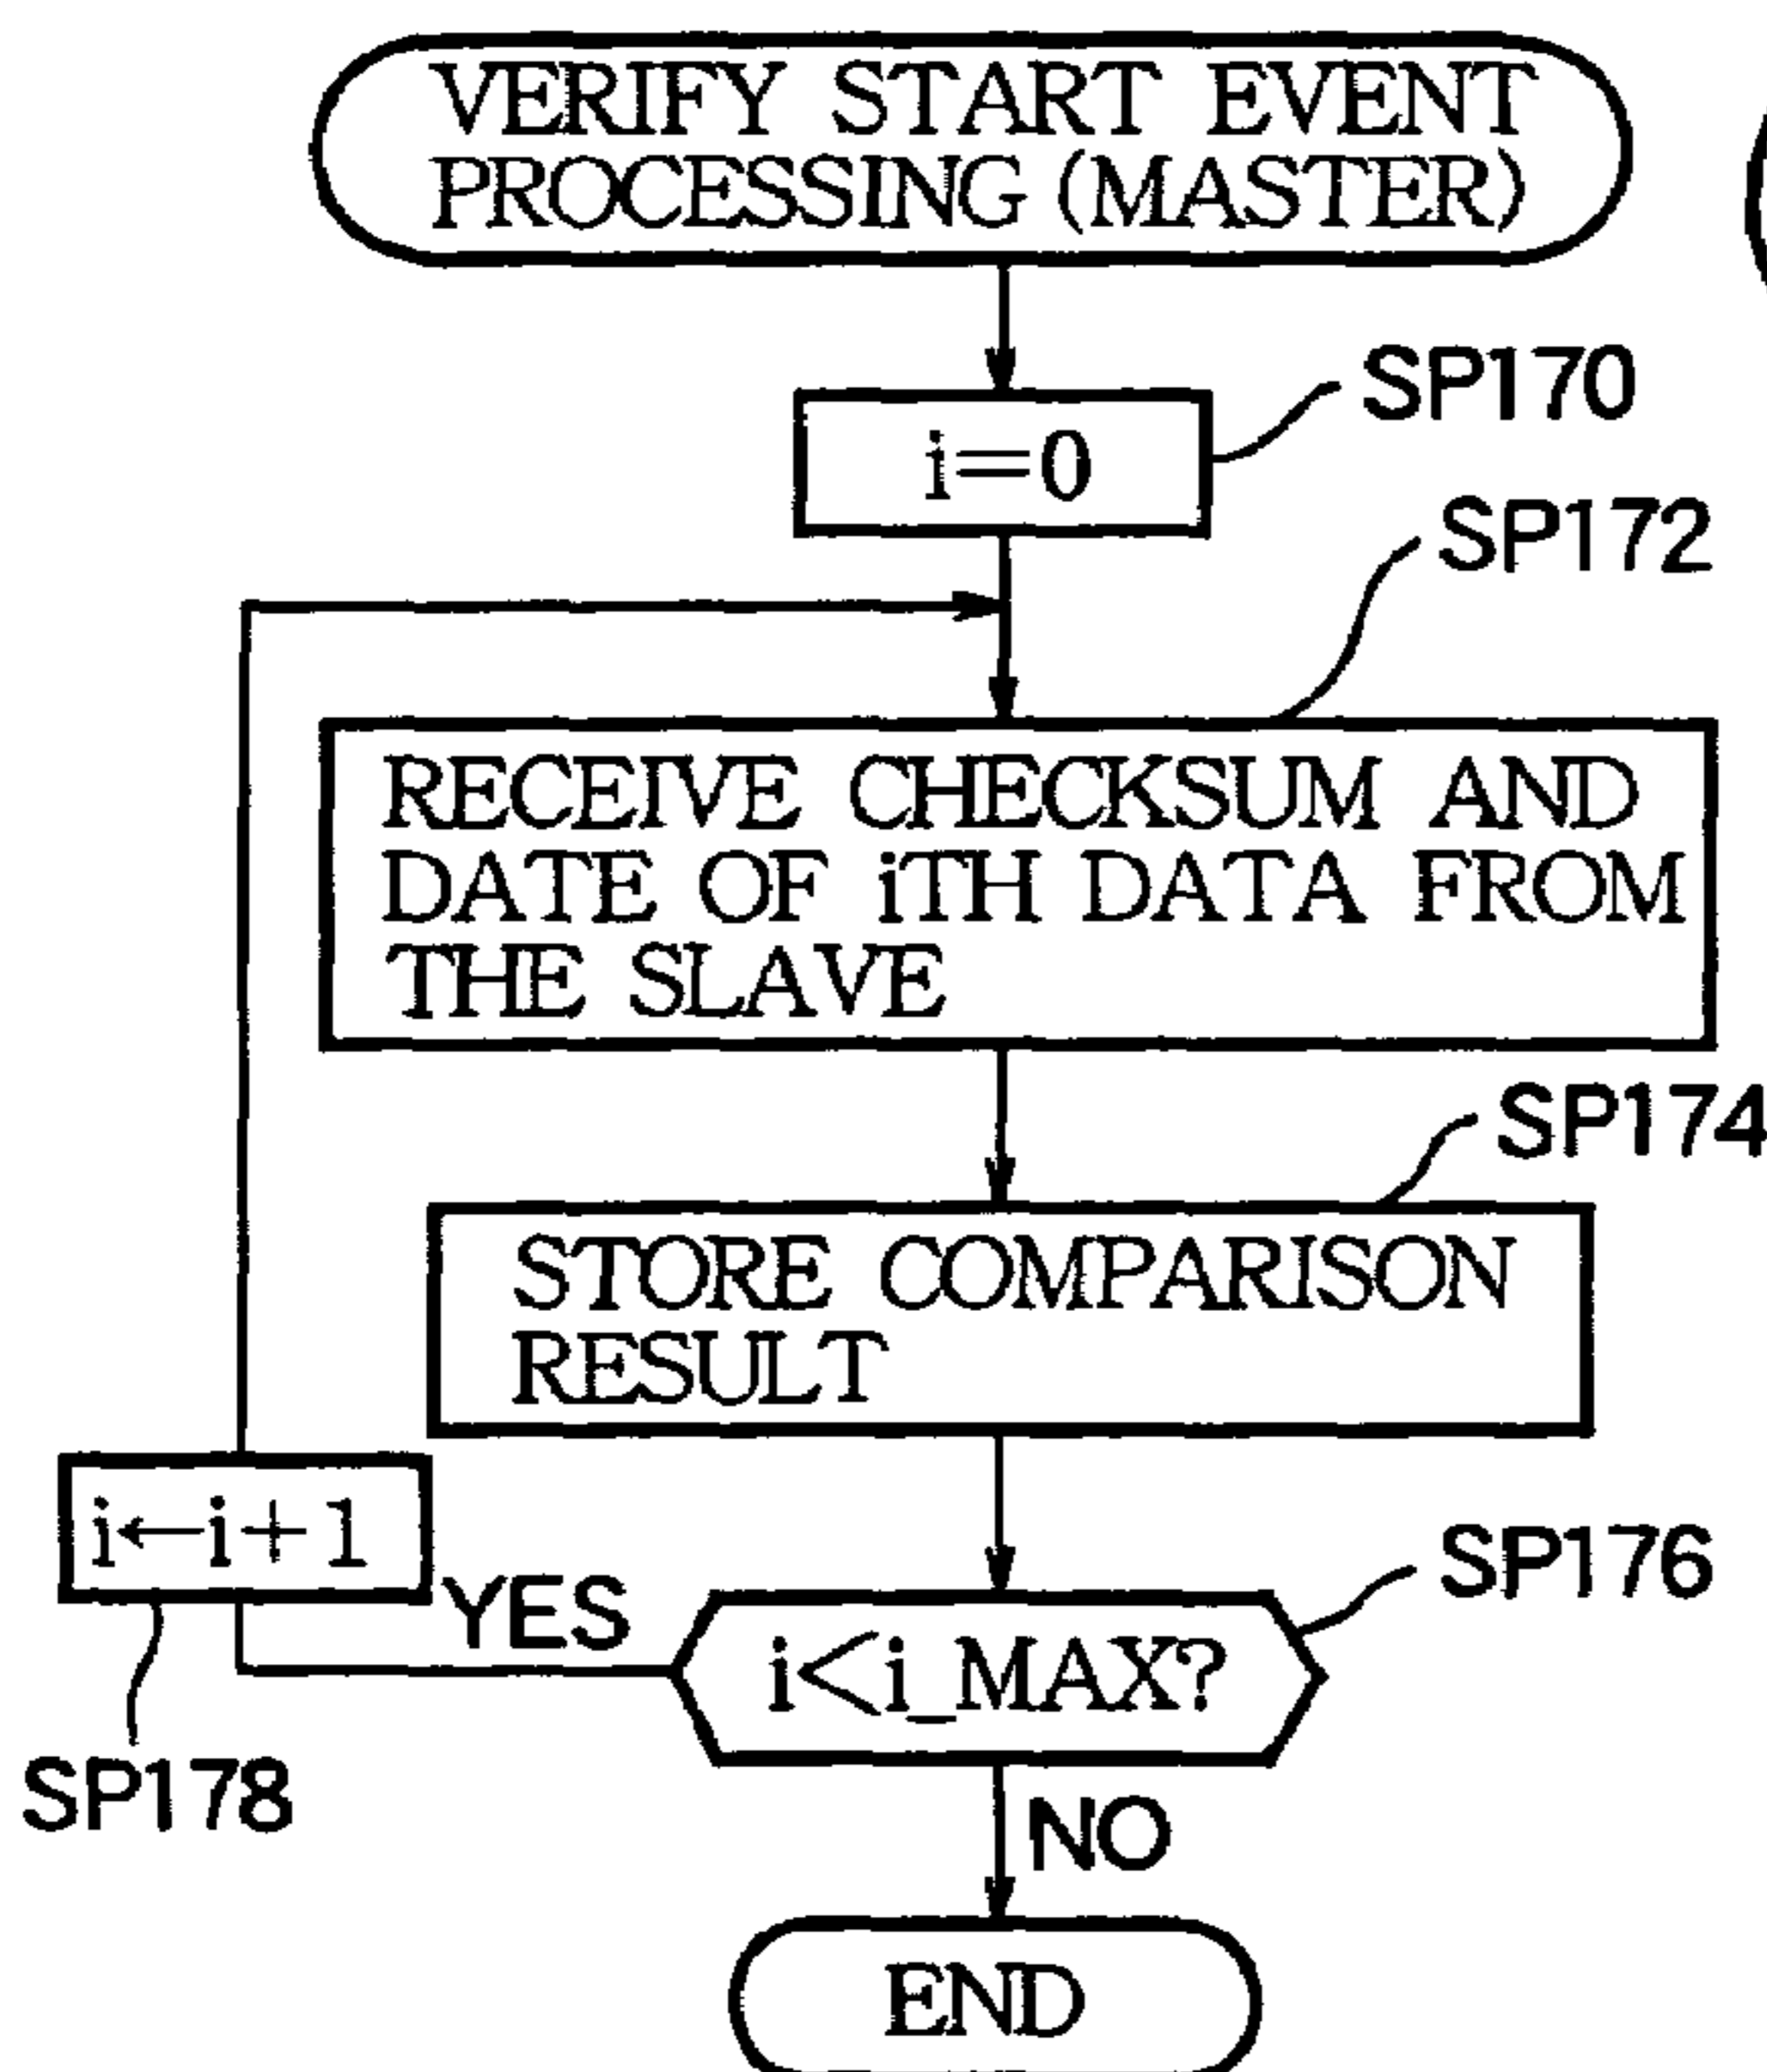 VERIFY START EVENT
PROCESSING (MASTER)
SP170
i=0
SP172
RECEIVE CHECKSUM AND
DATE OF iTH DATA FROM
THE SLAVE
SP174
STORE COMPARISON
RESULT
i←i+1
YES
SP176
i<i_MAX?
SP178
NO
END